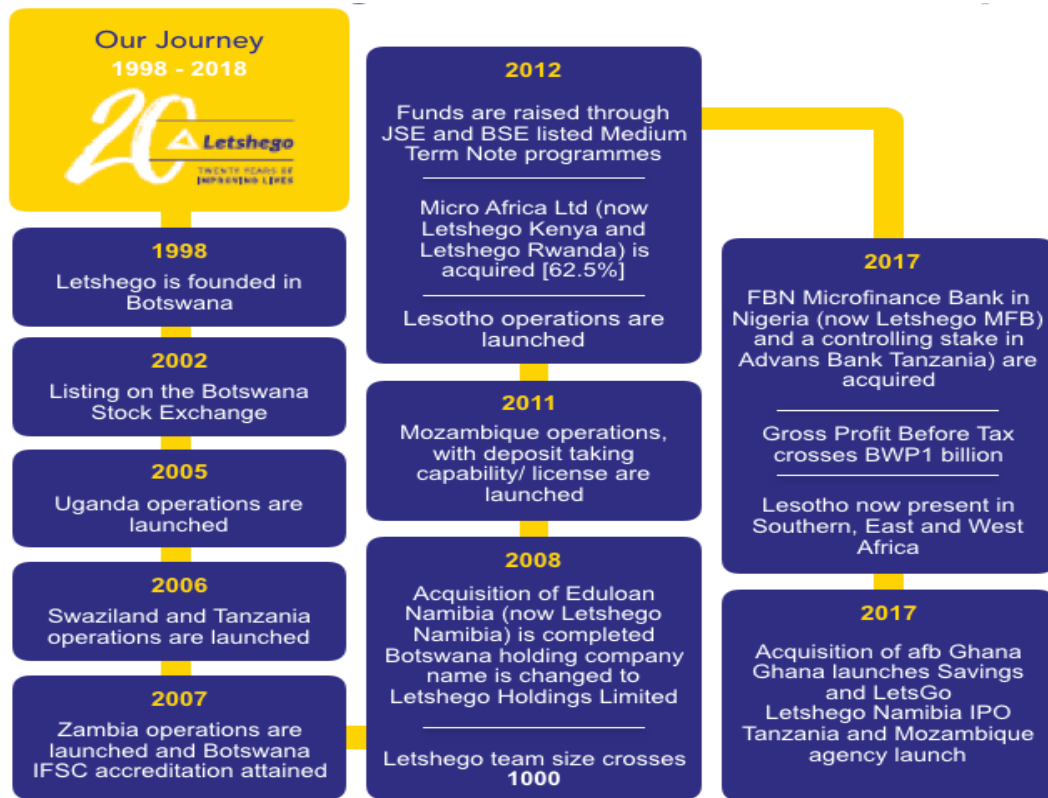 Our Journey
1998 - 2018
20
Letshego
TWENTY YEARS OF
IMPROVING LIVES
1998
Letshego is founded in
Botswana
2002
Listing on the Botswana
Stock Exchange
2005
Uganda operations are
launched
2006
Swaziland and Tanzania
operations are launched
2007
Zambia operations are
launched and Botswana
IFSC accreditation attained
2008
Acquisition of Eduloan
Namibia (now Letshego
Namibia) is completed
Botswana holding company
name is changed to
Letshego Holdings Limited
Letshego team size crosses
1000
2011
Mozambique operations,
with deposit taking
capability/ license are
launched
2012
Funds are raised through
JSE and BSE listed Medium
Term Note programmes
Micro Africa Ltd (now
Letshego Kenya and
Letshego Rwanda) is
acquired [62.5%]
Lesotho operations are
launched
2017
FBN Microfinance Bank in
Nigeria (now Letshego MFB)
and a controlling stake in
Advans Bank Tanzania) are
acquired
Gross Profit Before Tax
crosses BWP1 billion
Lesotho now present in
Southern, East and West
Africa
2017
Acquisition of afb Ghana
Ghana launches Savings
and LetsGo
Letshego Namibia IPO
Tanzania and Mozambique
agency launch